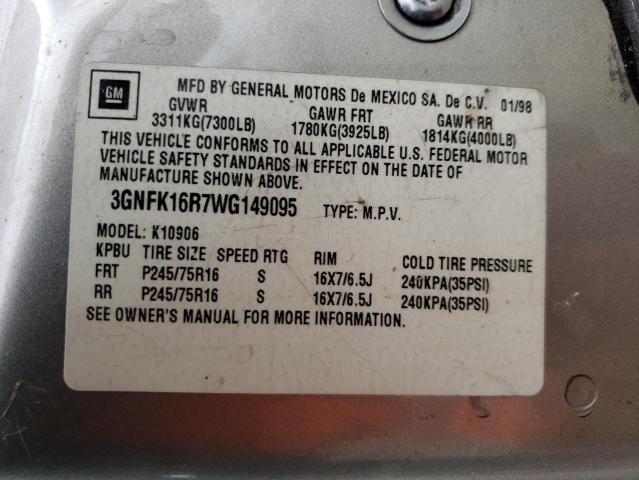 GM
MFD BY GENERAL MOTORS De MEXICO SA. De C.V. 01/98
GVWR GAWR FRT GAWR RR
3311KG(7300LB) 1780KG(3925LB) 1814KG(4000LB)
THIS VEHICLE CONFORMS TO ALL APPLICABLE U.S. FEDERAL MOTOR
VEHICLE SAFETY STANDARDS IN EFFECT ON THE DATE OF
MANUFACTURE SHOWN ABOVE.
3GNFK16R7WG149095 TYPE: M.P.V.
MODEL: K10906
KPBU TIRE SIZE SPEED RTG RIM COLD TIRE PRESSURE
FRT P245/75R16 S 16X7/6.5J 240KPA(35PSI)
RR P245/75R16 S 16X7/6.5J 240KPA(35PSI)
SEE OWNER'S MANUAL FOR MORE INFORMATION.